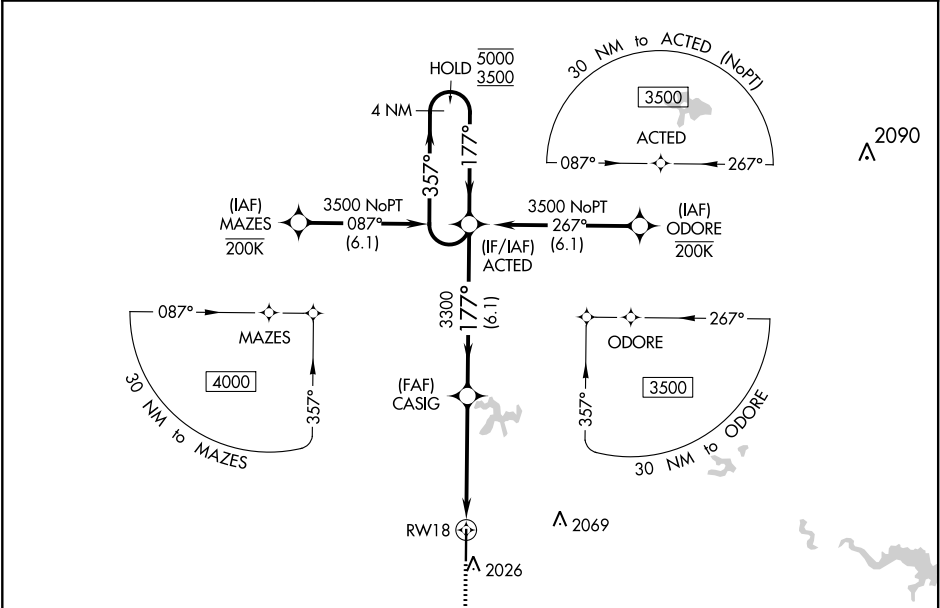 HOLD 5000
3500
4 NM
357°
177°
30 NM to ACTED (NoPT)
3500
ACTED
087°
267°
2090
(IAF)
MAZES
200K
3500 NoPT
087°
(6.1)
(IF/IAF)
ACTED
3500 NoPT
267°
(6.1)
(IAF)
ODORE
200K
3300
177°
(6.1)
087°
MAZES
4000
357°
30 NM to MAZES
267°
ODORE
3500
357°
30 NM to ODORE
(FAF)
CASIG
RW18
2069
2026